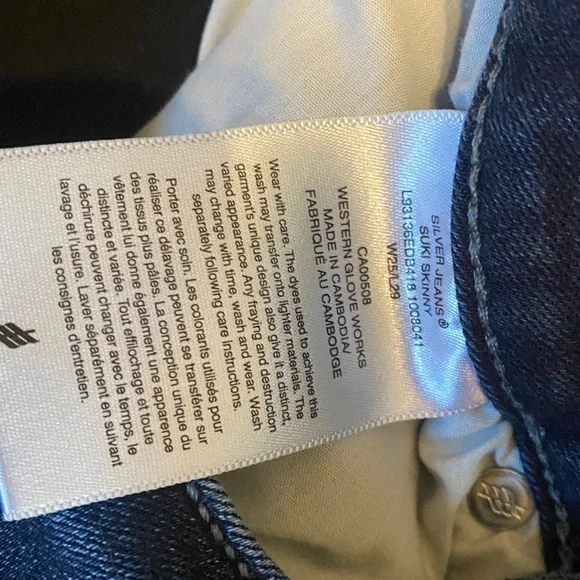 SILVER JEANS®
SUKI SKINNY
L93136EDB418 1003041
W25/L29
CA00508
WESTERN GLOVE WORKS
MADE IN CAMBODIA/
FABRIQUÉ AU CAMBODGE
Wear with care. The dyes used to achieve this
wash may transfer onto lighter materials. The
garment's unique design also give it a distinct,
varied appearance. Any fraying and destruction
may change with time, wash and wear. Wash
separately following care instructions.
Porter avec soin. Les colorants utilisés pour
réaliser ce délavage peuvent se transférer sur
des tissus plus pâles. La conception unique du
vêtement lui donne également une apparence
distincte et variée. Tout effilochage et toute
déchirure peuvent changer avec le temps, le
lavage et l'usure. Laver séparément en suivant
les consignes d'entretien.